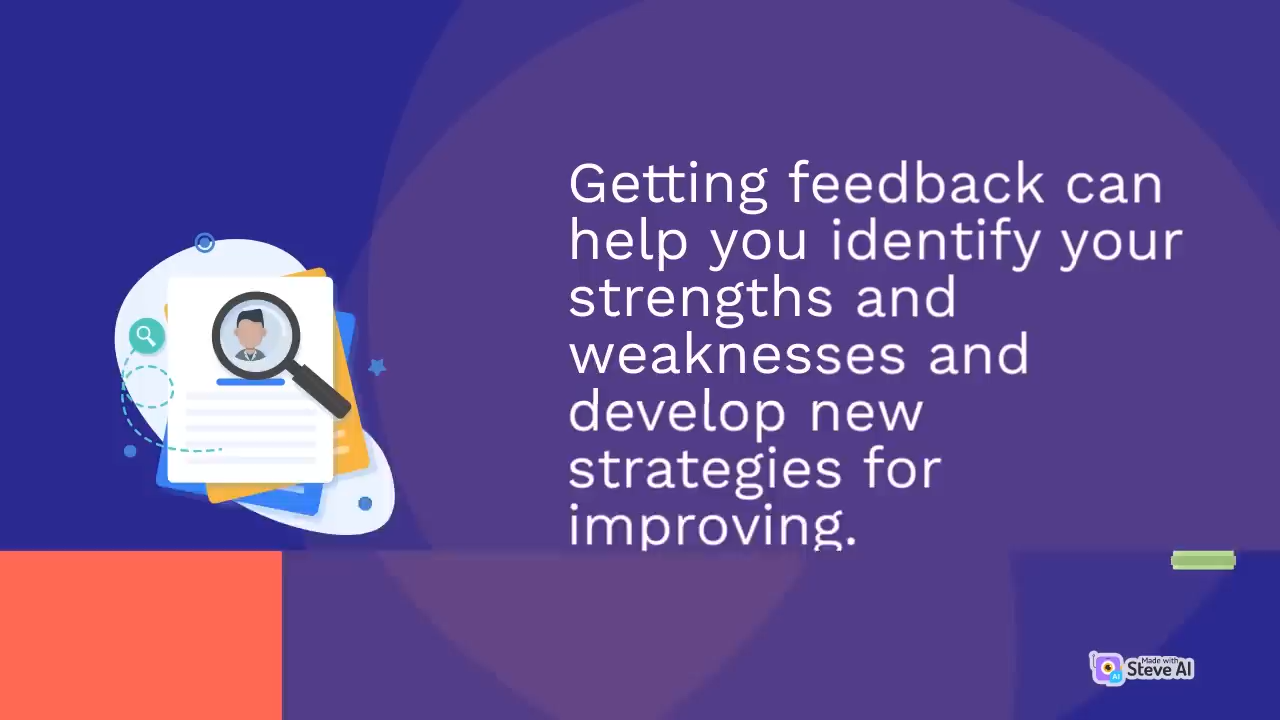 Getting feedback can
help you identify your
strengths and
weaknesses and
develop new
strategies for
improving.
Made with
Steve AI
AI